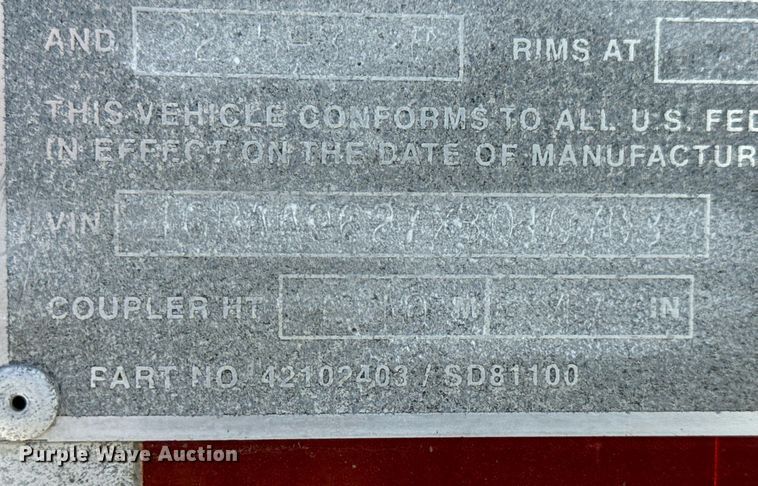 AND
RIMS AT
THIS VEHICLE CONFORMS TO ALL U.S. FED
IN EFFECT ON THE DATE OF MANUFACTUR
VIN
COUPLER HT M IN
PART NO. 42102403 / SD81100
Purple Wave Auction